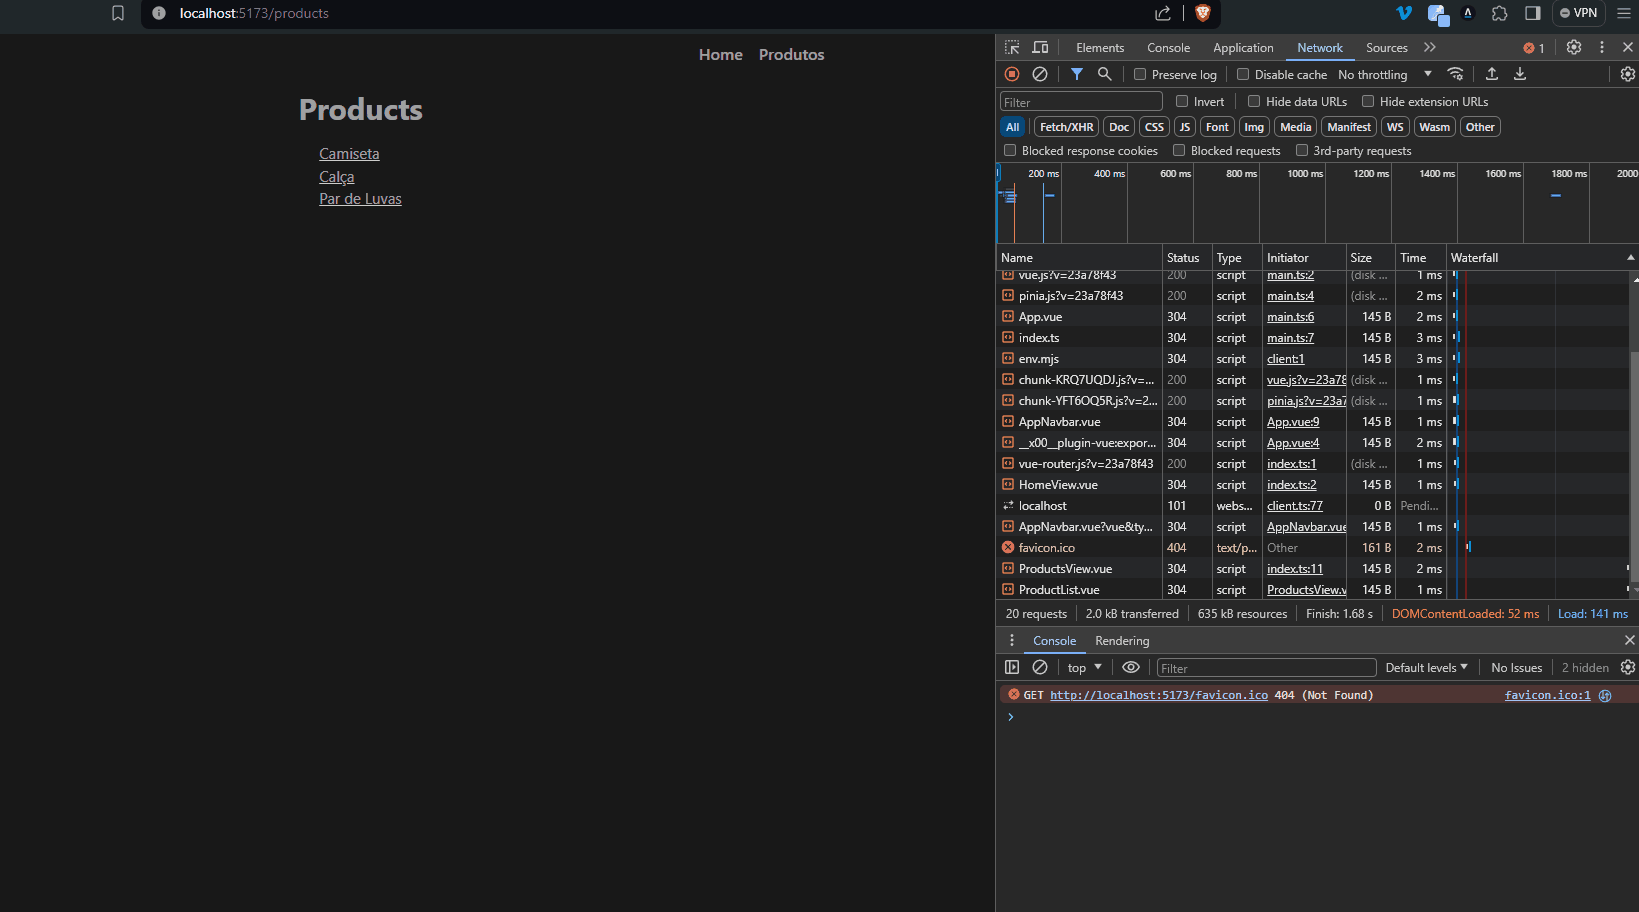 localhost:5173/products
VPN
Home Produtos
Products
Camiseta
Calça
Par de Luvas
Elements Console Application Network Sources 1
Preserve log Disable cache No throttling
Filter Invert Hide data URLs Hide extension URLs
All Fetch/XHR Doc CSS JS Font Img Media Manifest WS Wasm Other
Blocked response cookies Blocked requests 3rd-party requests
200 ms 400 ms 600 ms 800 ms 1000 ms 1200 ms 1400 ms 1600 ms 1800 ms 2000
Name Status Type Initiator Size Time Waterfall
vue.js?v=23a78f43 200 script main.ts:2 (disk ... 1 ms
pinia.js?v=23a78f43 200 script main.ts:4 (disk ... 2 ms
App.vue 304 script main.ts:6 145 B 2 ms
index.ts 304 script main.ts:7 145 B 3 ms
env.mjs 304 script client:1 145 B 3 ms
chunk-KRQ7UQDJ.js?v=... 200 script vue.js?v=23a78 (disk ... 1 ms
chunk-YFT6OQ5R.js?v=2... 200 script pinia.js?v=23a7 (disk ... 1 ms
AppNavbar.vue 304 script App.vue:9 145 B 1 ms
__x00__plugin-vue:expor... 304 script App.vue:4 145 B 2 ms
vue-router.js?v=23a78f43 200 script index.ts:1 (disk ... 1 ms
HomeView.vue 304 script index.ts:2 145 B 1 ms
localhost 101 webs... client.ts:77 0 B Pendi...
AppNavbar.vue?vue&ty... 304 script AppNavbar.vue 145 B 1 ms
favicon.ico 404 text/p... Other 161 B 2 ms
ProductsView.vue 304 script index.ts:11 145 B 2 ms
ProductList.vue 304 script ProductsView.v 145 B 1 ms
20 requests 2.0 kB transferred 635 kB resources Finish: 1.68 s DOMContentLoaded: 52 ms Load: 141 ms
Console Rendering
top Filter Default levels No Issues 2 hidden
GET http://localhost:5173/favicon.ico 404 (Not Found) favicon.ico:1